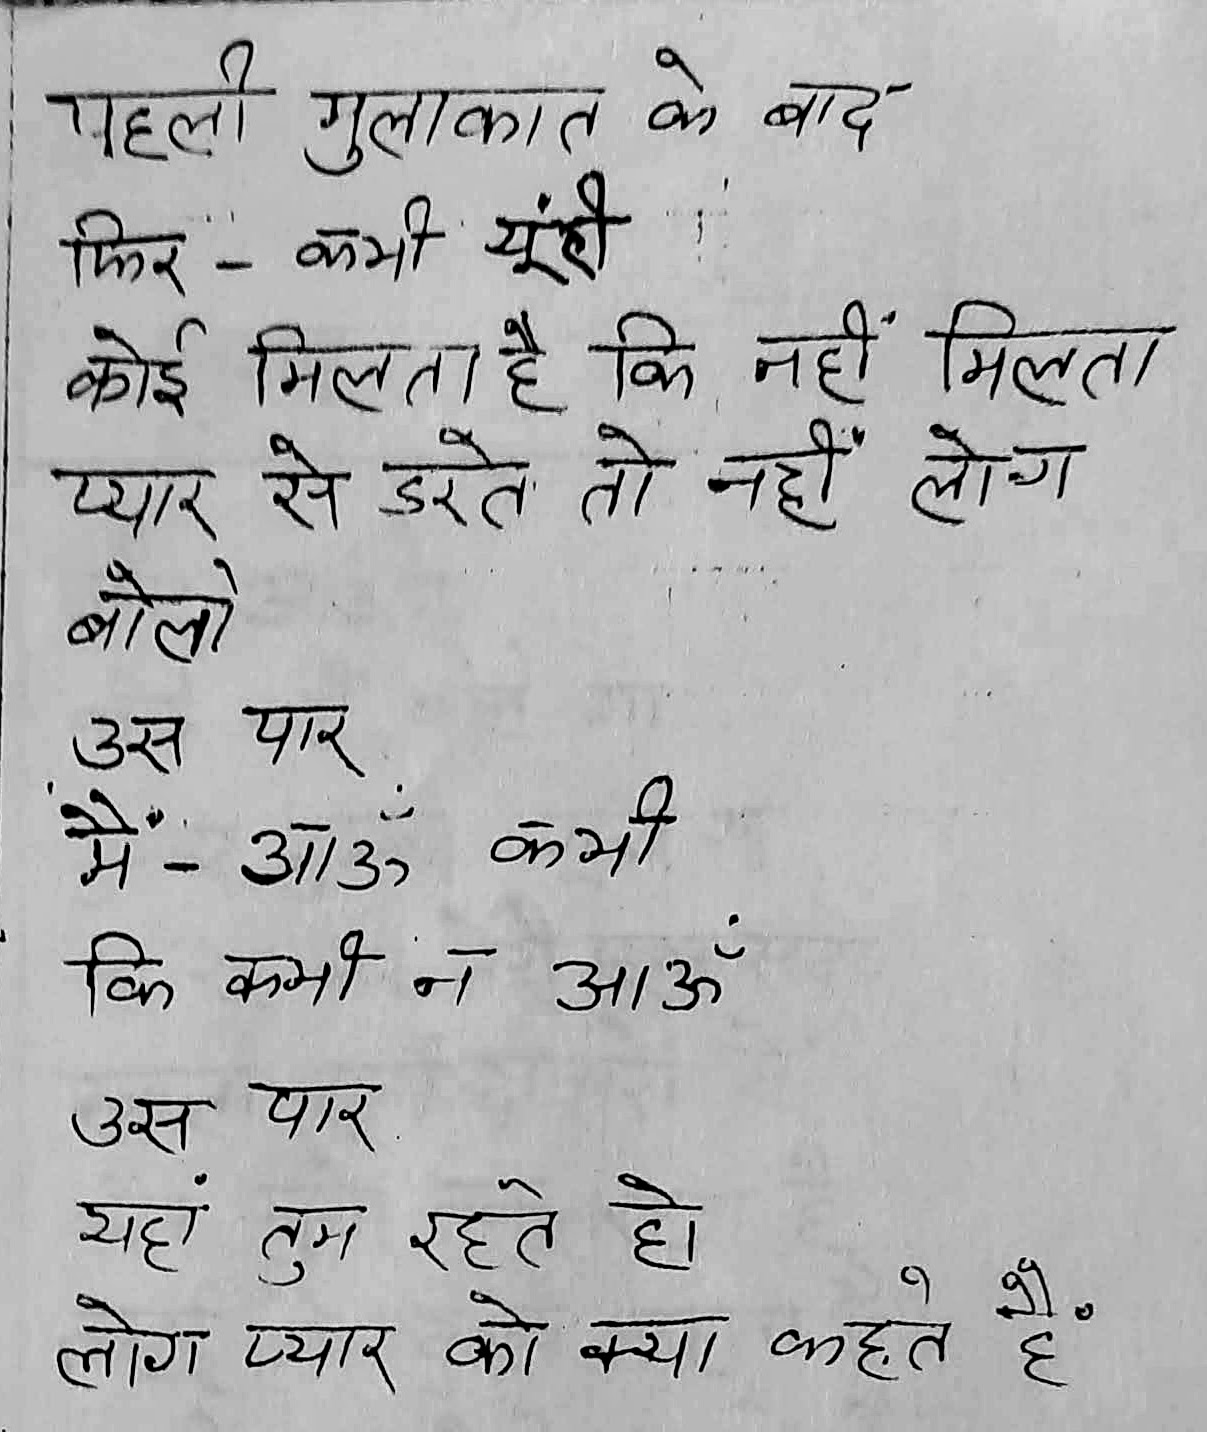 पहली मुलाकात के बाद
फिर - कभी यूंही
कोई मिलता है कि नहीं मिलता
प्यार से डरते तो नहीं लोग
बोलो
उस पार
मैं - आऊँ कभी
कि कभी न आऊँ
उस पार
यहां तुम रहते हो
लोग प्यार को क्या कहते हैं